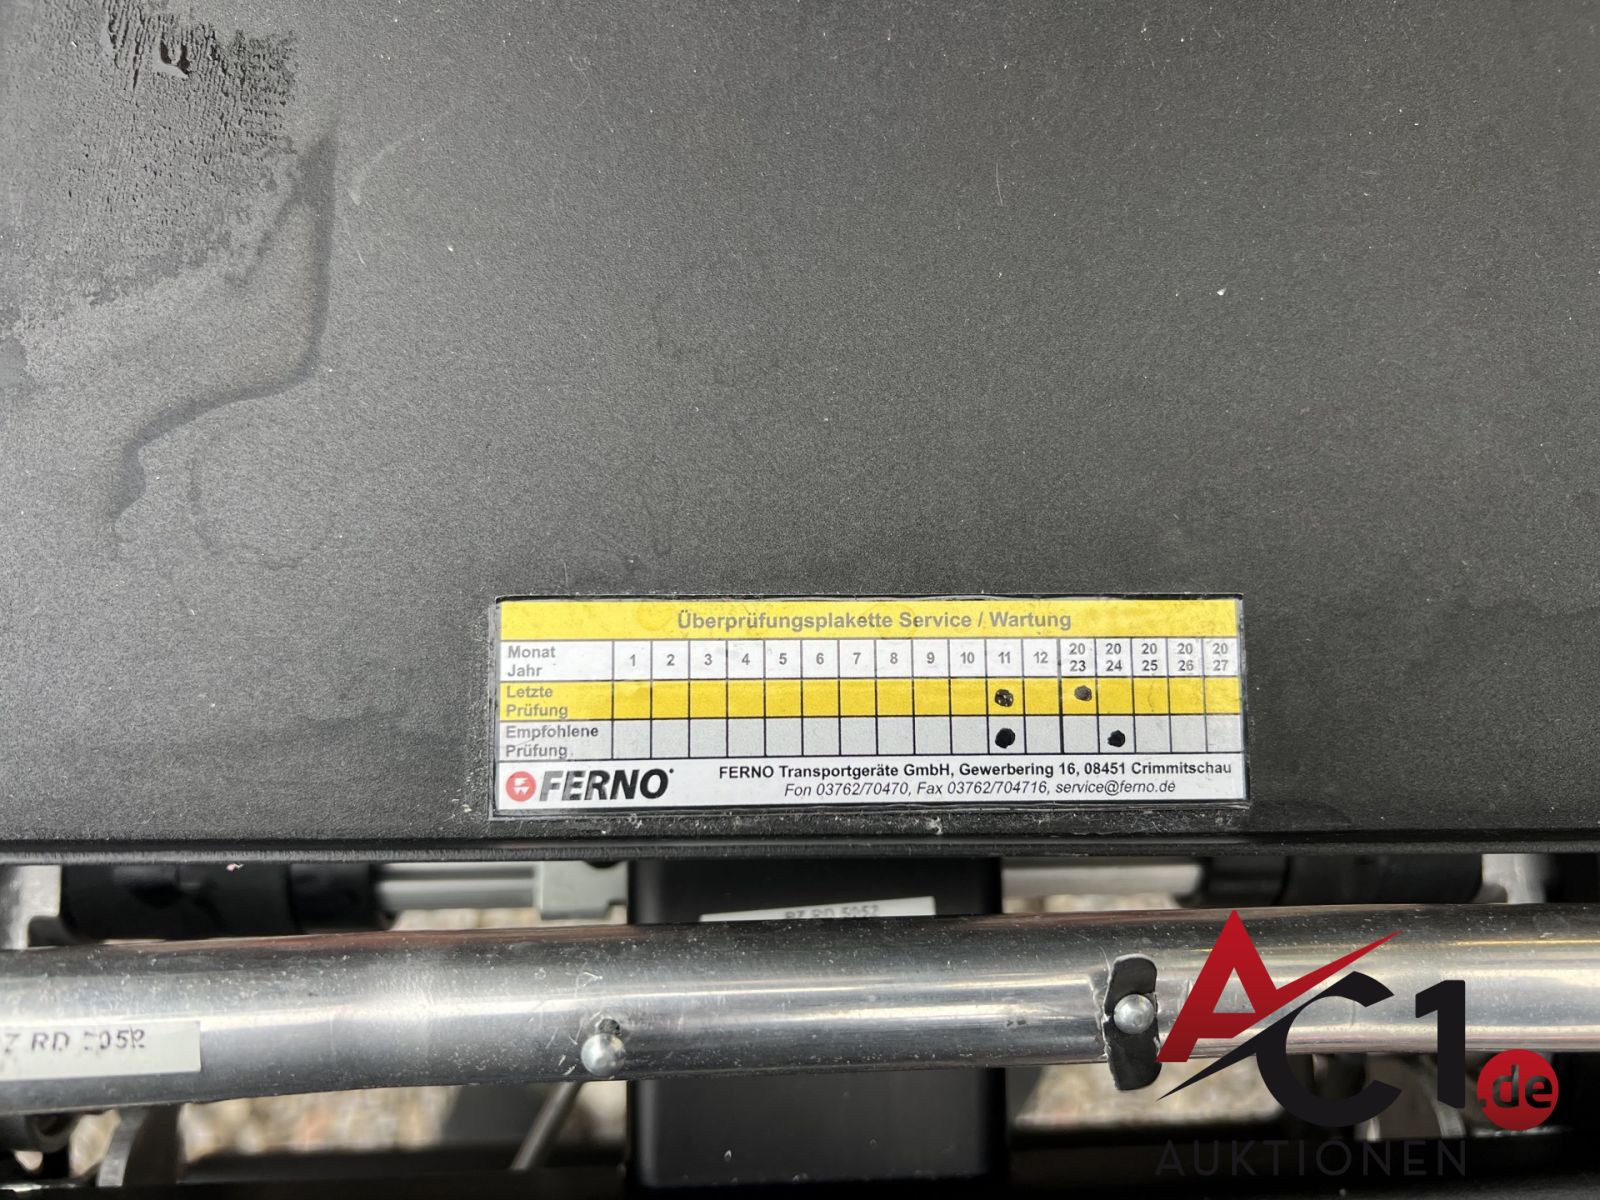 Überprüfungsplakette Service / Wartung
Monat
Jahr
1 2 3 4 5 6 7 8 9 10 11 12 20 23 20 24 20 25 20 26 20 27
Letzte
Prüfung
Empfohlene
Prüfung
FERNO
FERNO Transportgeräte GmbH, Gewerbering 16, 08451 Crimmitschau
Fon 03762/70470, Fax 03762/704716, service@ferno.de
RD
RD
AC1.de
AUKTIONEN